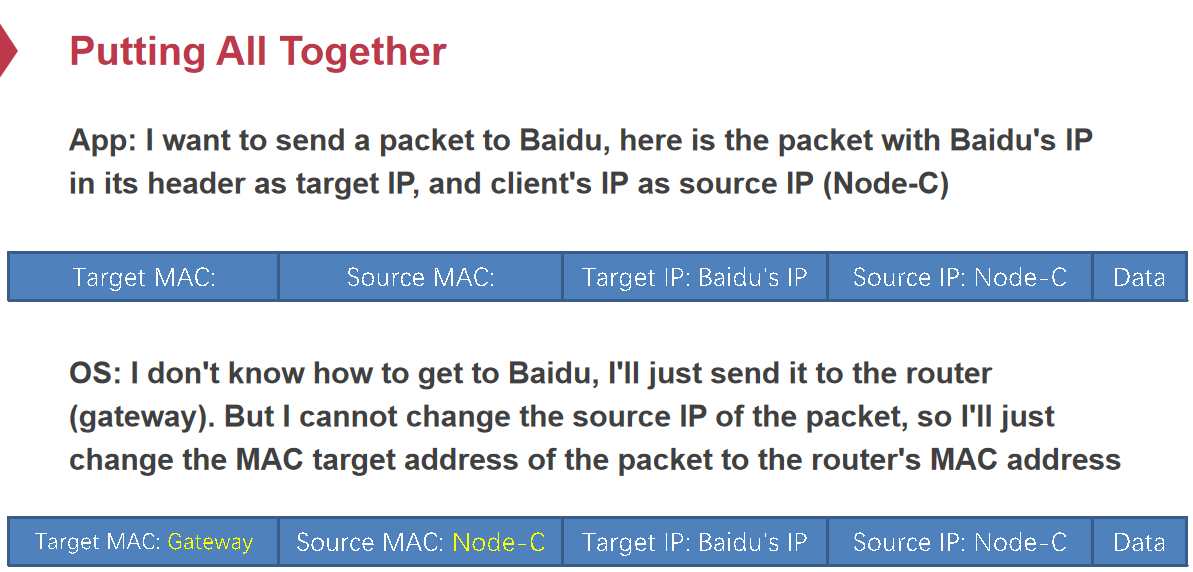 Putting All Together
App: I want to send a packet to Baidu, here is the packet with Baidu's IP
in its header as target IP, and client's IP as source IP (Node-C)
Target MAC: Source MAC: Target IP: Baidu's IP Source IP: Node-C Data
OS: I don't know how to get to Baidu, I'll just send it to the router
(gateway). But I cannot change the source IP of the packet, so I'll just
change the MAC target address of the packet to the router's MAC address
Target MAC: Gateway Source MAC: Node-C Target IP: Baidu's IP Source IP: Node-C Data